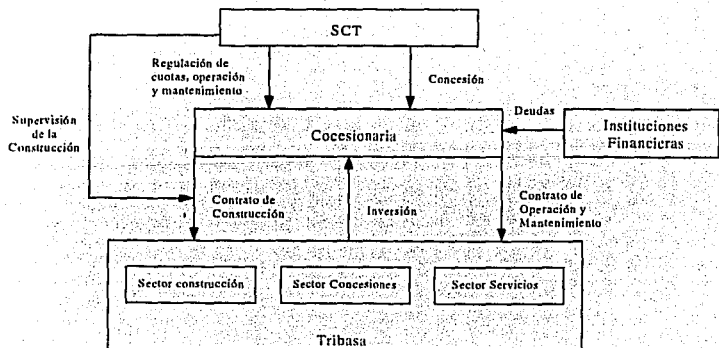 SCT
Regulación de
cuotas, operación
y mantenimiento
Concesión
Supervisión
de la
Construcción
Cocesionaria
Deudas
Instituciones
Financieras
Contrato de
Construcción
Inversión
Contrato de
Operación y
Mantenimiento
Sector construcción
Sector Concesiones
Sector Servicios
Tribasa